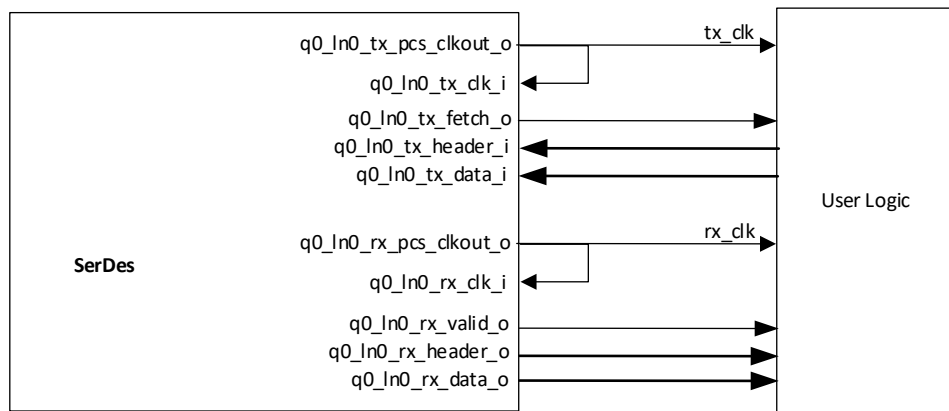 q0_ln0_tx_pcs_clkout_o
tx_clk
q0_ln0_tx_clk_i
q0_ln0_tx_fetch_o
q0_ln0_tx_header_i
q0_ln0_tx_data_i
User Logic
q0_ln0_rx_pcs_clkout_o
rx_clk
SerDes
q0_ln0_rx_clk_i
q0_ln0_rx_valid_o
q0_ln0_rx_header_o
q0_ln0_rx_data_o